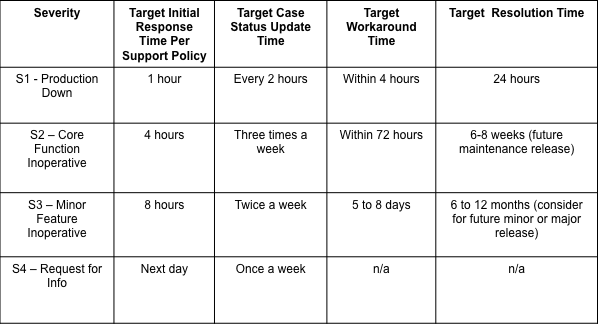 Severity
Target Initial
Response
Time Per
Support Policy
Target Case
Status Update
Time
Target
Workaround
Time
Target  Resolution Time
S1 - Production
Down
1 hour
Every 2 hours
Within 4 hours
24 hours
S2 – Core
Function
Inoperative
4 hours
Three times a
week
Within 72 hours
6-8 weeks (future
maintenance release)
S3 – Minor
Feature
Inoperative
8 hours
Twice a week
5 to 8 days
6 to 12 months (consider
for future minor or major
release)
S4 – Request for
Info
Next day
Once a week
n/a
n/a